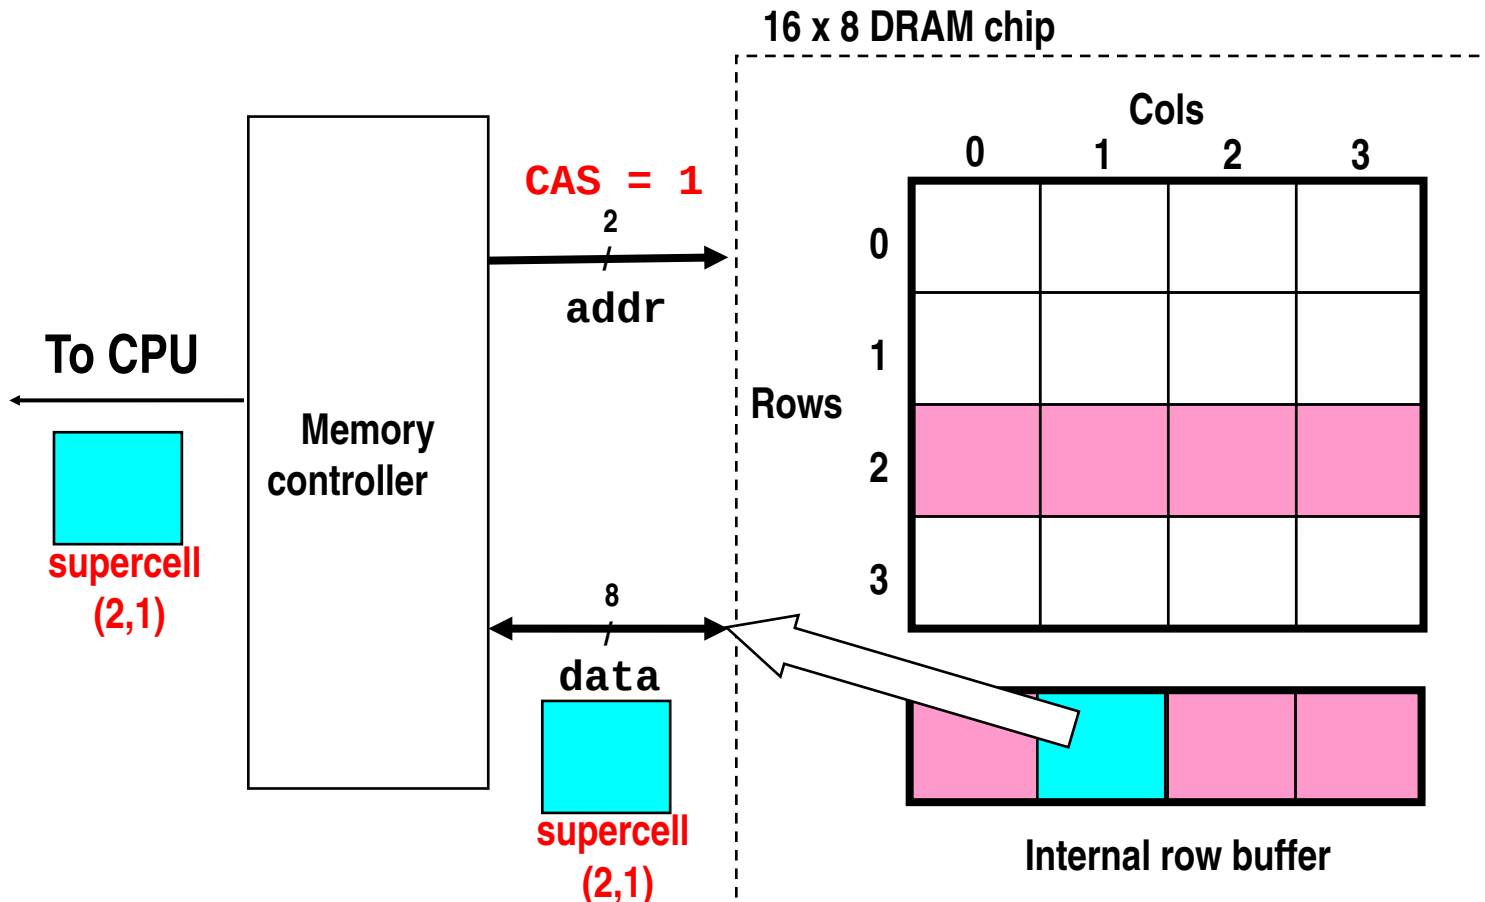 16 x 8 DRAM chip
Cols
0 1 2 3
CAS = 1
2
addr
0
1
Rows
2
3
To CPU
Memory
controller
supercell
(2,1)
8
data
supercell
(2,1)
Internal row buffer